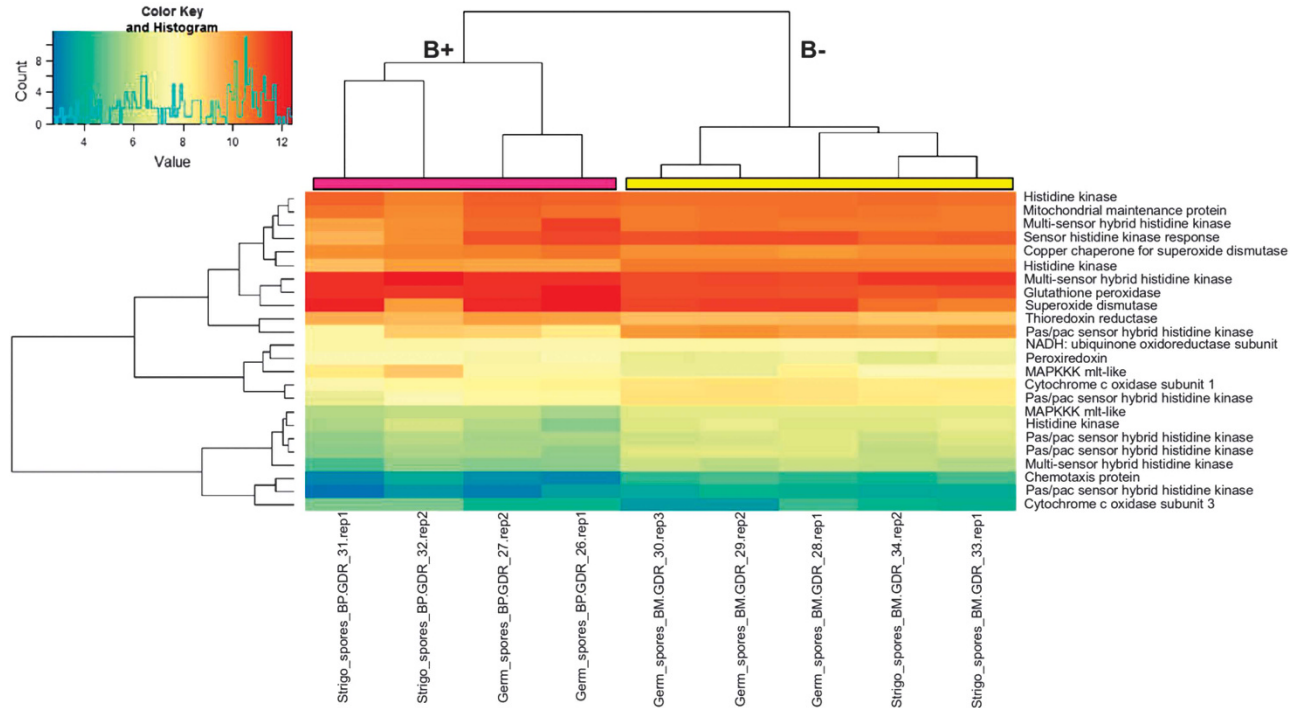 Color Key
and Histogram
Count
0
4
8
4
6
8
10
12
Value
B+
B-
Histidine kinase
Mitochondrial maintenance protein
Multi-sensor hybrid histidine kinase
Sensor histidine kinase response
Copper chaperone for superoxide dismutase
Histidine kinase
Multi-sensor hybrid histidine kinase
Glutathione peroxidase
Superoxide dismutase
Thioredoxin reductase
Pas/pac sensor hybrid histidine kinase
NADH: ubiquinone oxidoreductase subunit
Peroxiredoxin
MAPKKK mlt-like
Cytochrome c oxidase subunit 1
Pas/pac sensor hybrid histidine kinase
MAPKKK mlt-like
Histidine kinase
Pas/pac sensor hybrid histidine kinase
Pas/pac sensor hybrid histidine kinase
Multi-sensor hybrid histidine kinase
Chemotaxis protein
Pas/pac sensor hybrid histidine kinase
Cytochrome c oxidase subunit 3
Strigo_spores_BP.GDR_31.rep1
Strigo_spores_BP.GDR_32.rep2
Germ_spores_BP.GDR_27.rep2
Germ_spores_BP.GDR_26.rep1
Germ_spores_BM.GDR_30.rep3
Germ_spores_BM.GDR_29.rep2
Germ_spores_BM.GDR_28.rep1
Strigo_spores_BM.GDR_34.rep2
Strigo_spores_BM.GDR_33.rep1